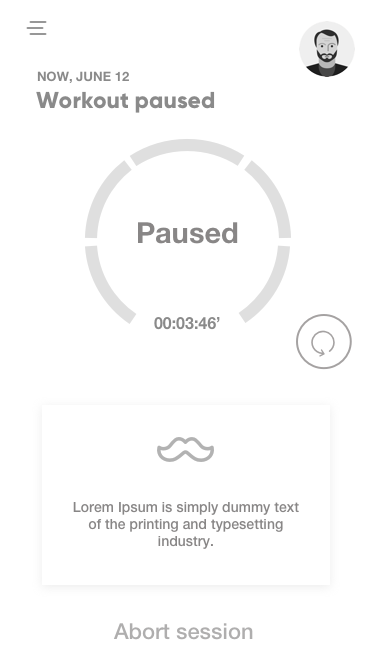 NOW, JUNE 12
Workout paused
Paused
00:03:46’
Lorem Ipsum is simply dummy text
of the printing and typesetting
industry.
Abort session